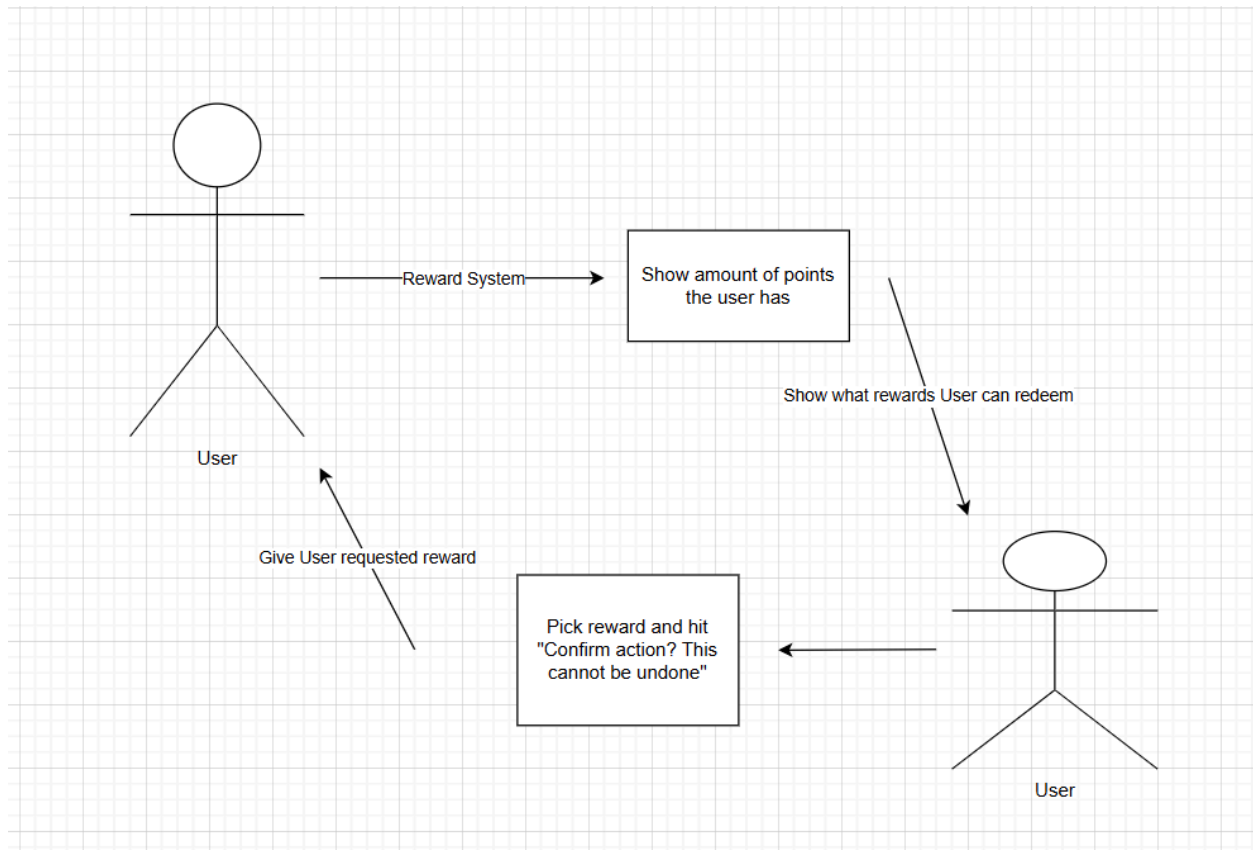 Reward System
Show amount of points
the user has
Show what rewards User can redeem
User
Give User requested reward
Pick reward and hit
"Confirm action? This
cannot be undone"
User